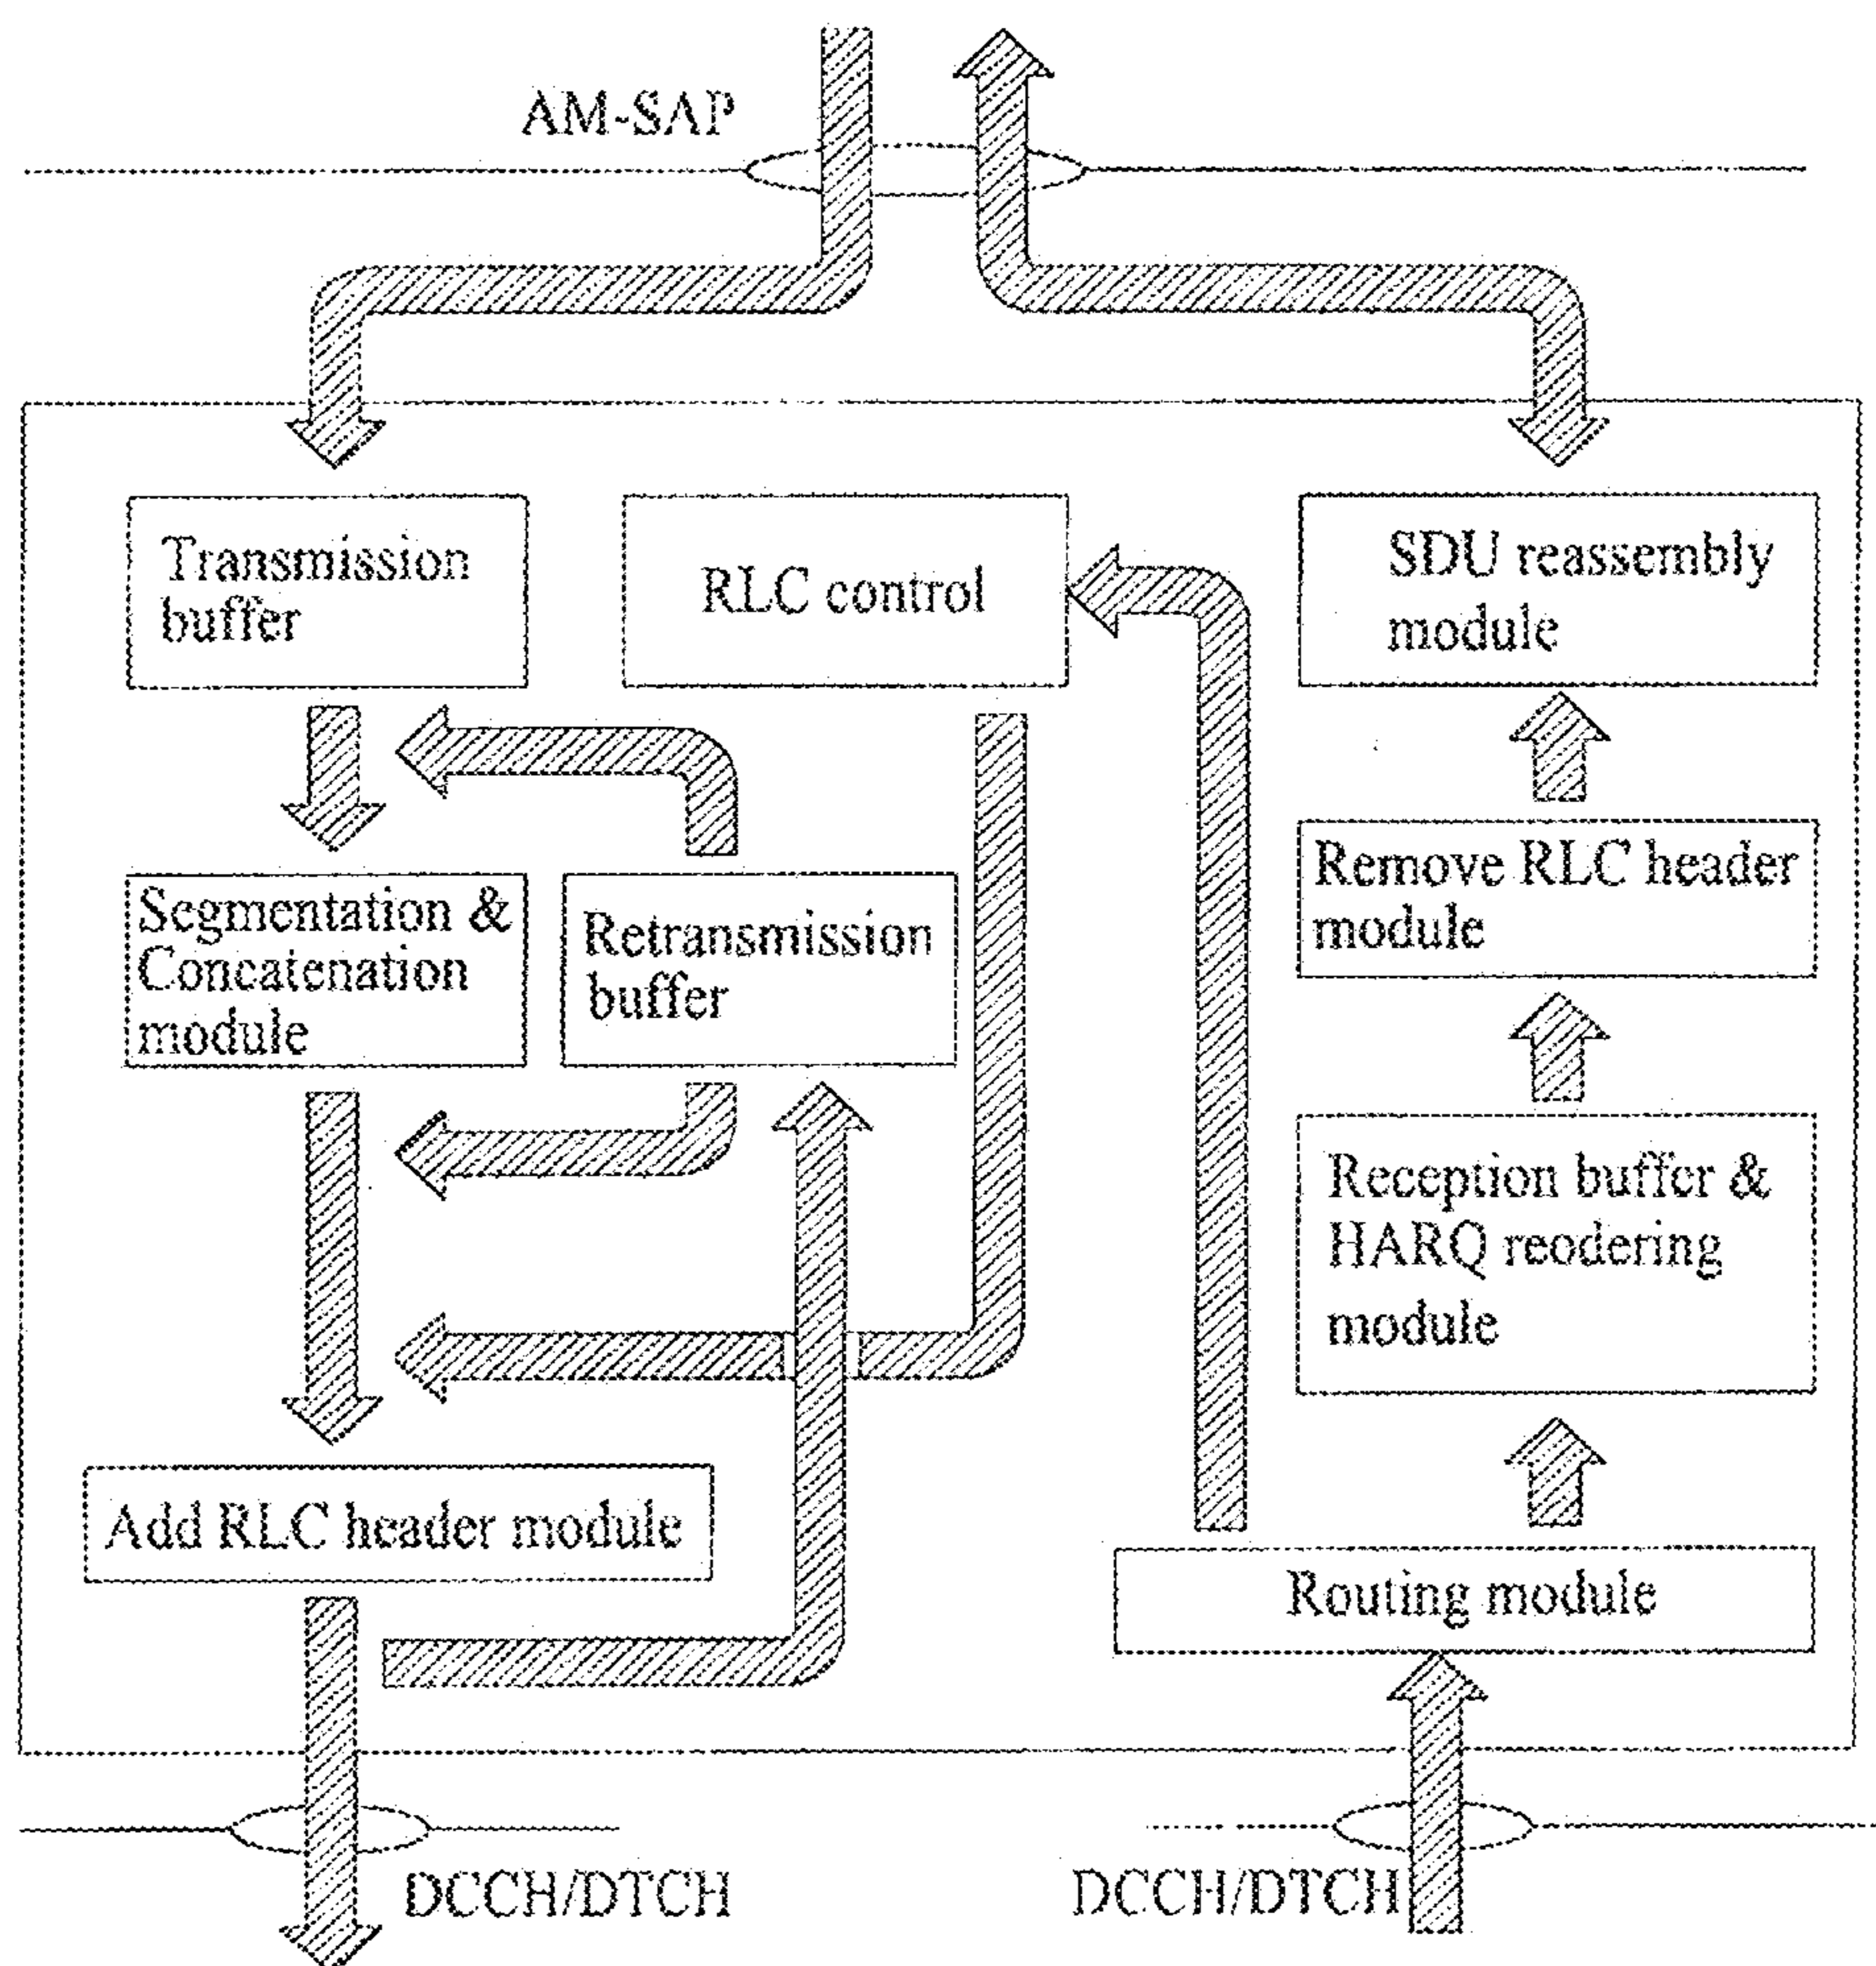 AM-SAP
Transmission
buffer
RLC control
SDU reassembly
module
Segmentation &
Concatenation
module
Retransmission
buffer
Remove RLC header
module
Reception buffer &
HARQ reodering
module
Add RLC header module
Routing module
DCCH/DTCH
DCCH/DTCH